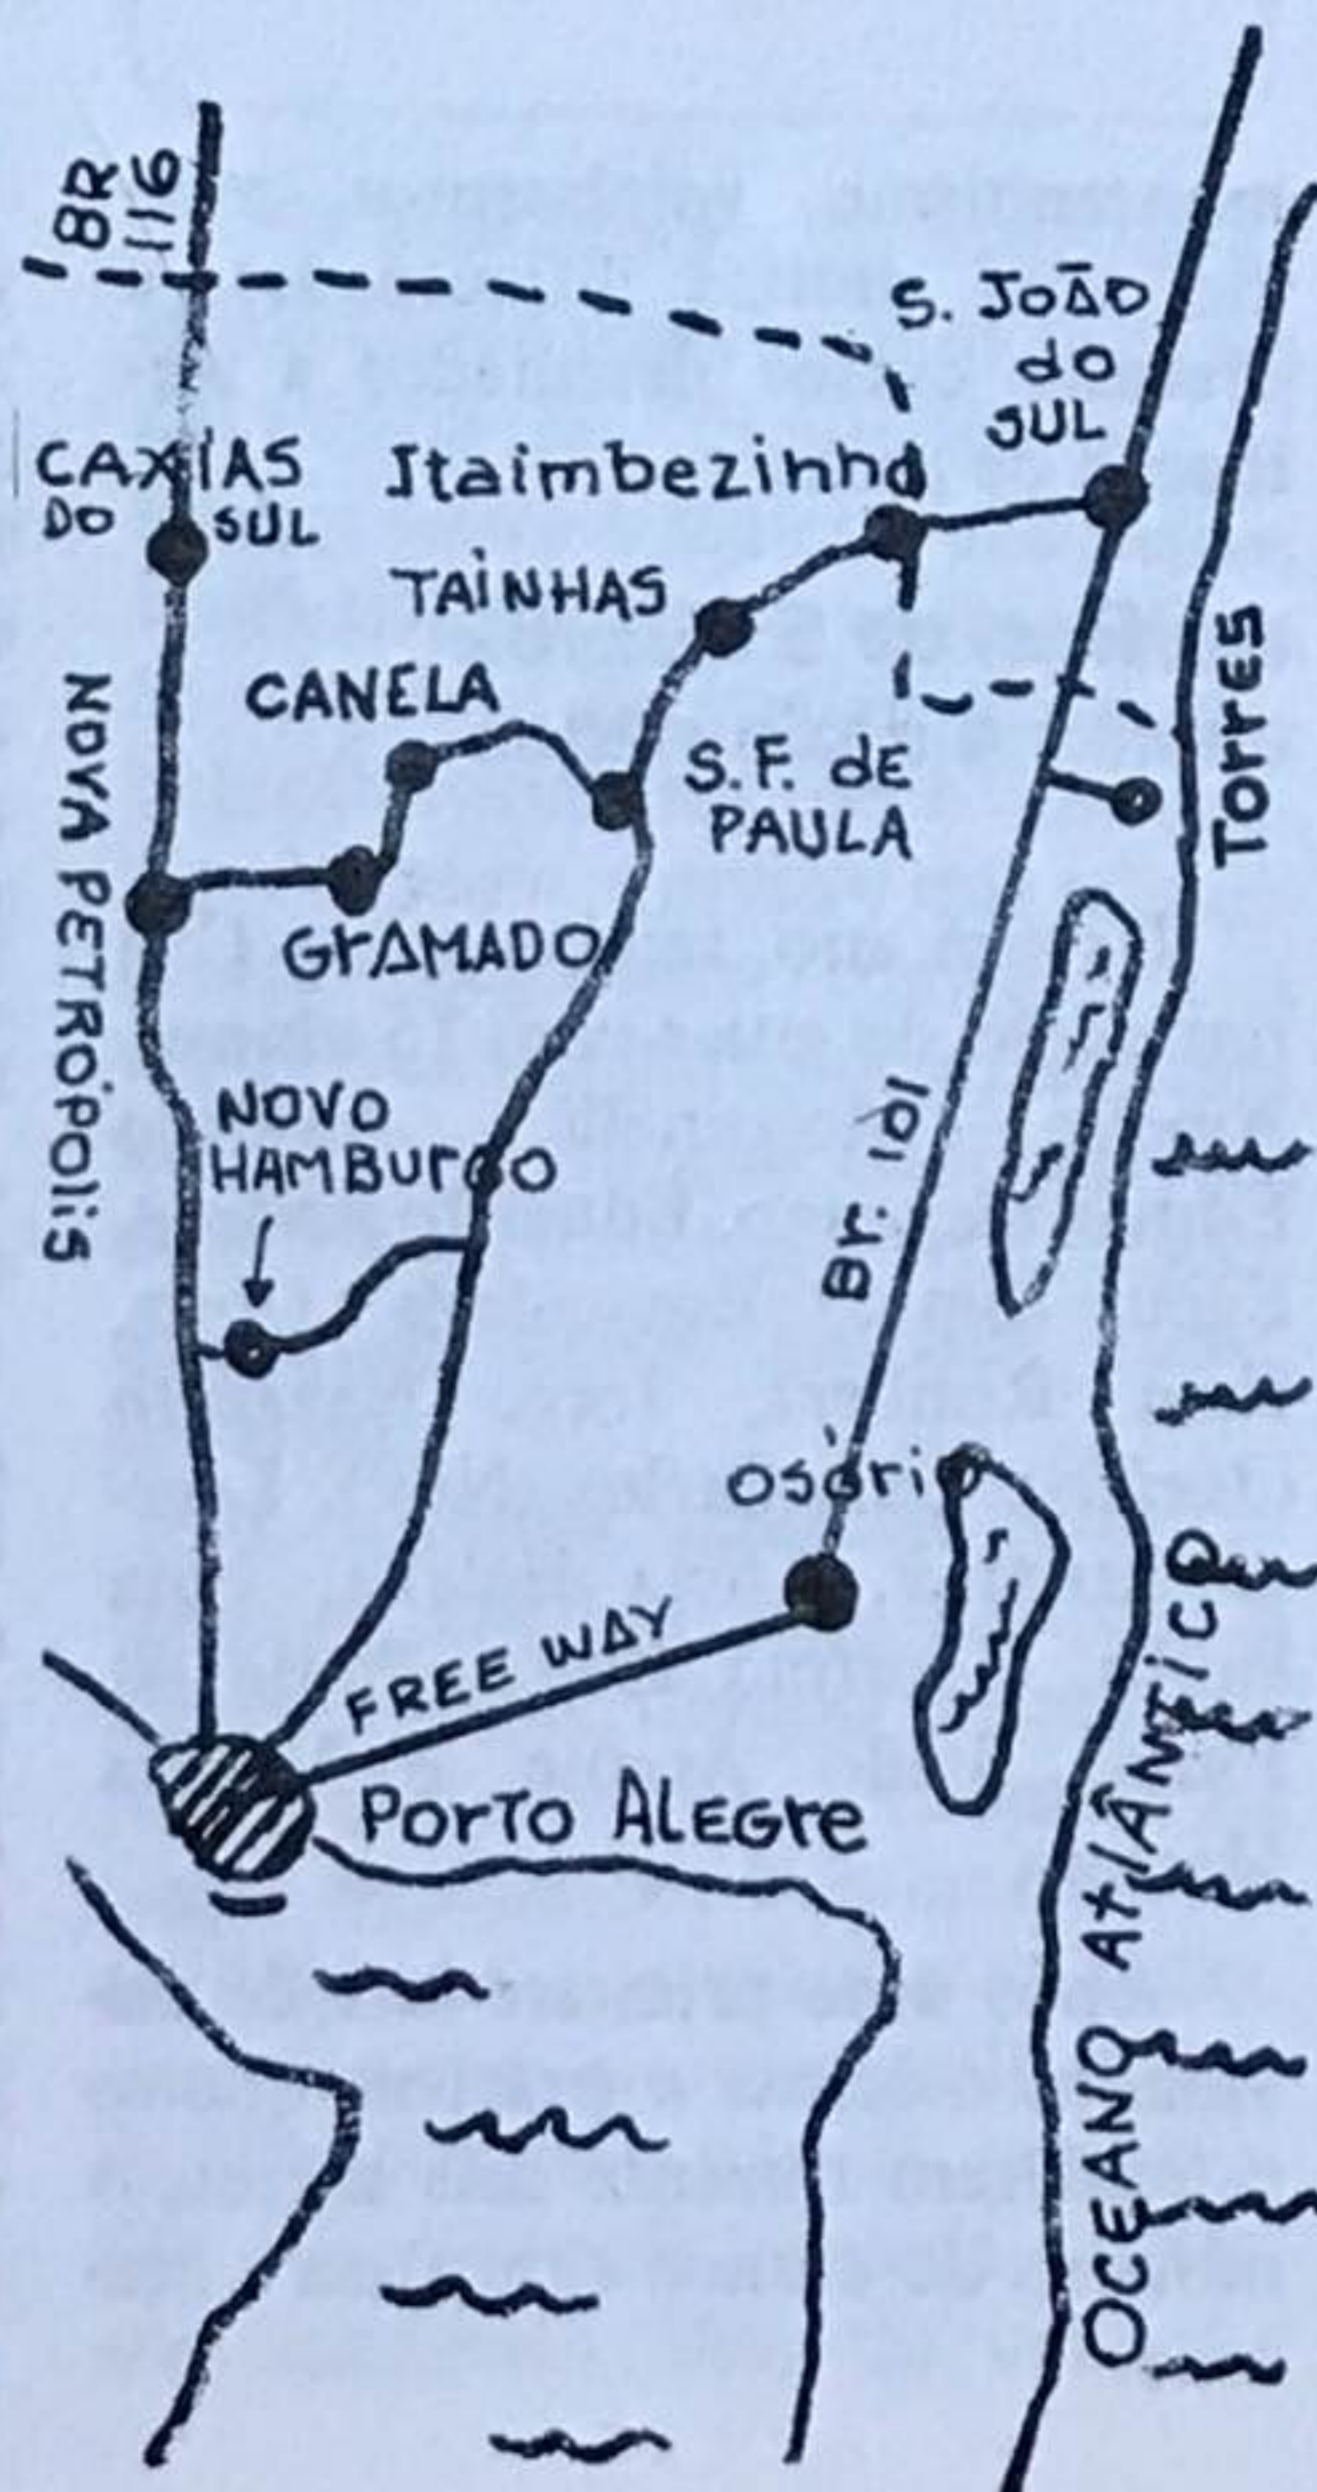 BR
116
S. JOÃO
do
SUL
CAXIAS
DO SUL
Itaimbezinho
TAINHAS
CANELA
NOVA PETRÓPOLIS
S.F. dE
PAULA
TOrrES
GrAMADO
NOVO
HAMBUrGO
Br. 101
OSÓriO
FREE WAY
POrTO ALEGre
OCEANO AtlÂNTICO